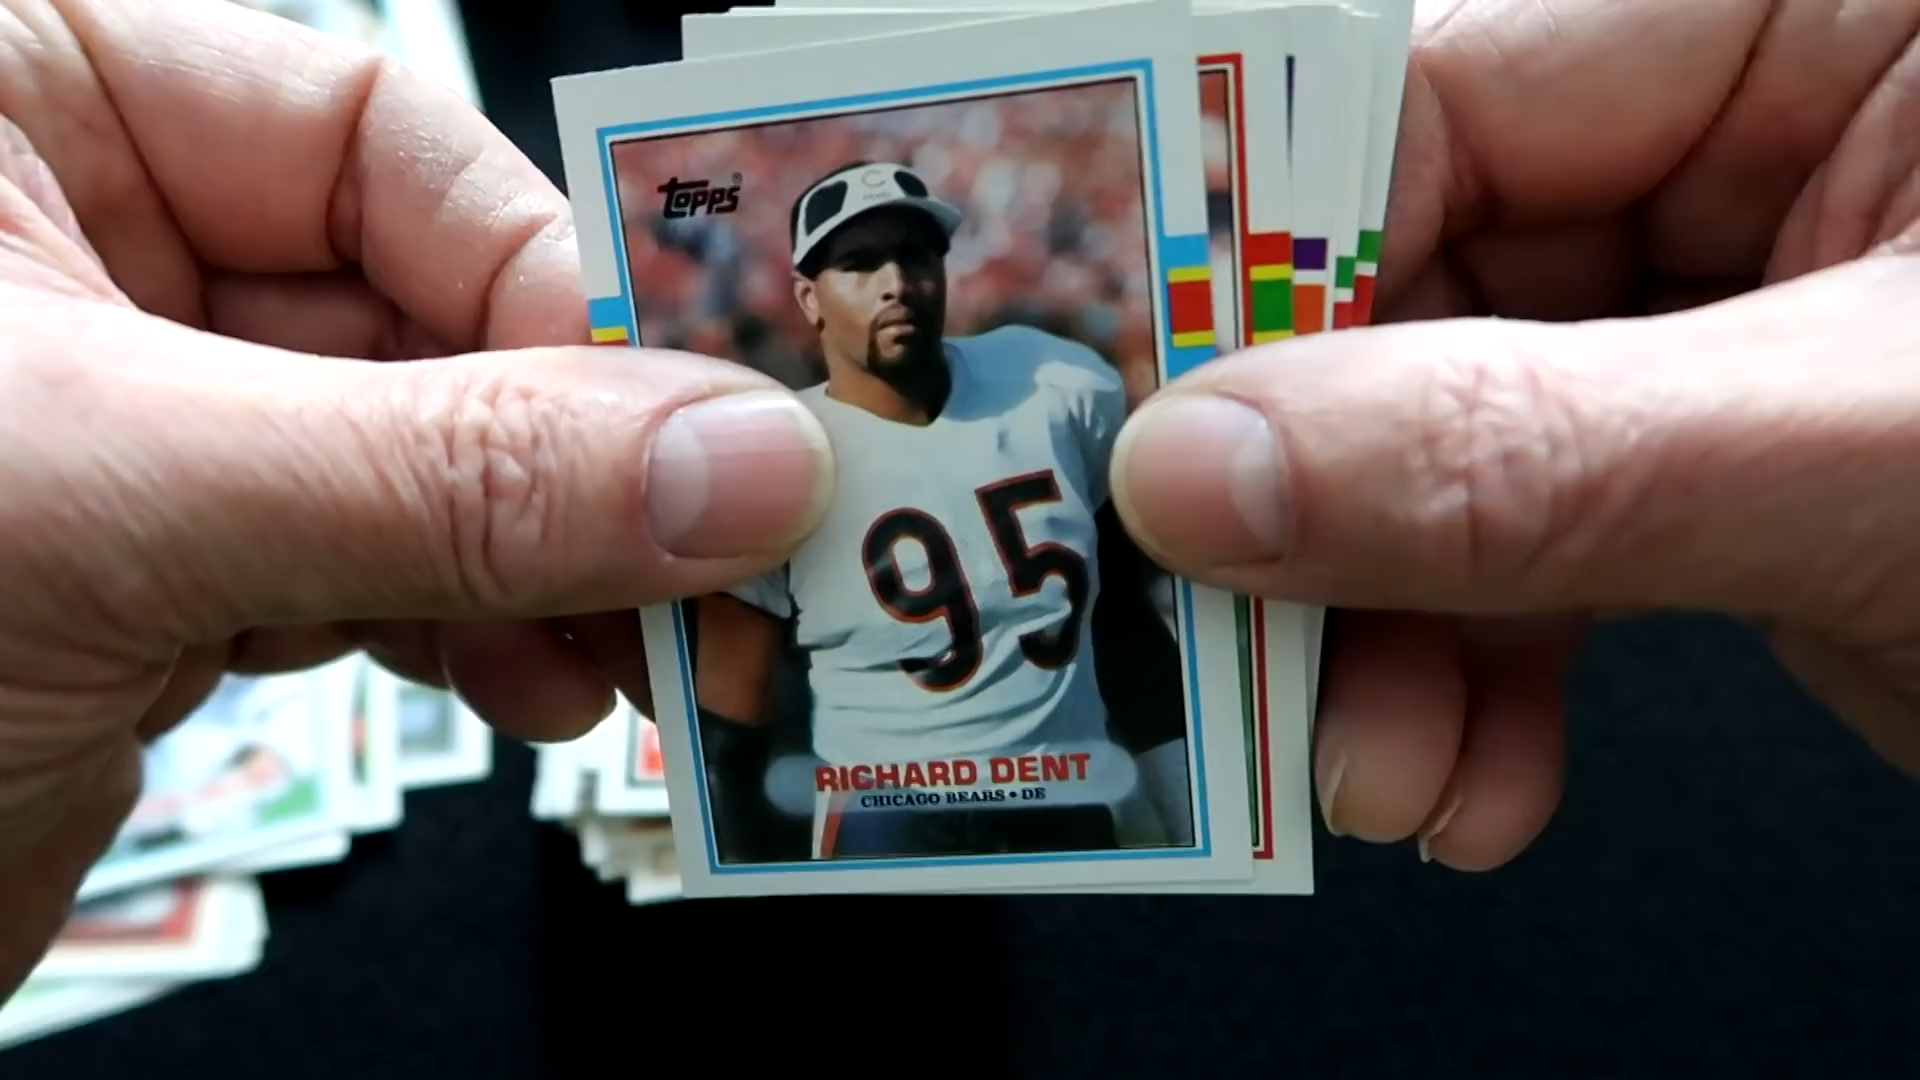 topps®
C
95
RICHARD DENT
CHICAGO BEARS • DE